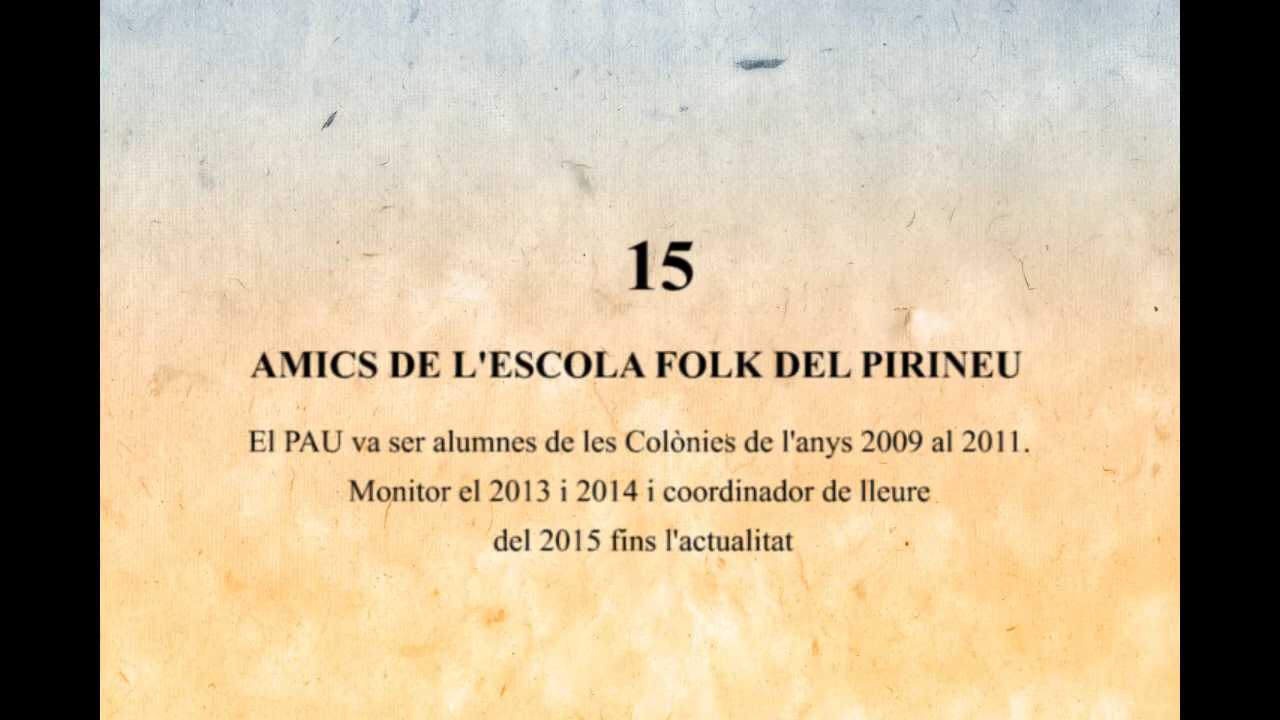 15
AMICS DE L'ESCOLA FOLK DEL PIRINEU
El PAU va ser alumnes de les Colònies de l'anys 2009 al 2011.
Monitor el 2013 i 2014 i coordinador de lleure
del 2015 fins l'actualitat